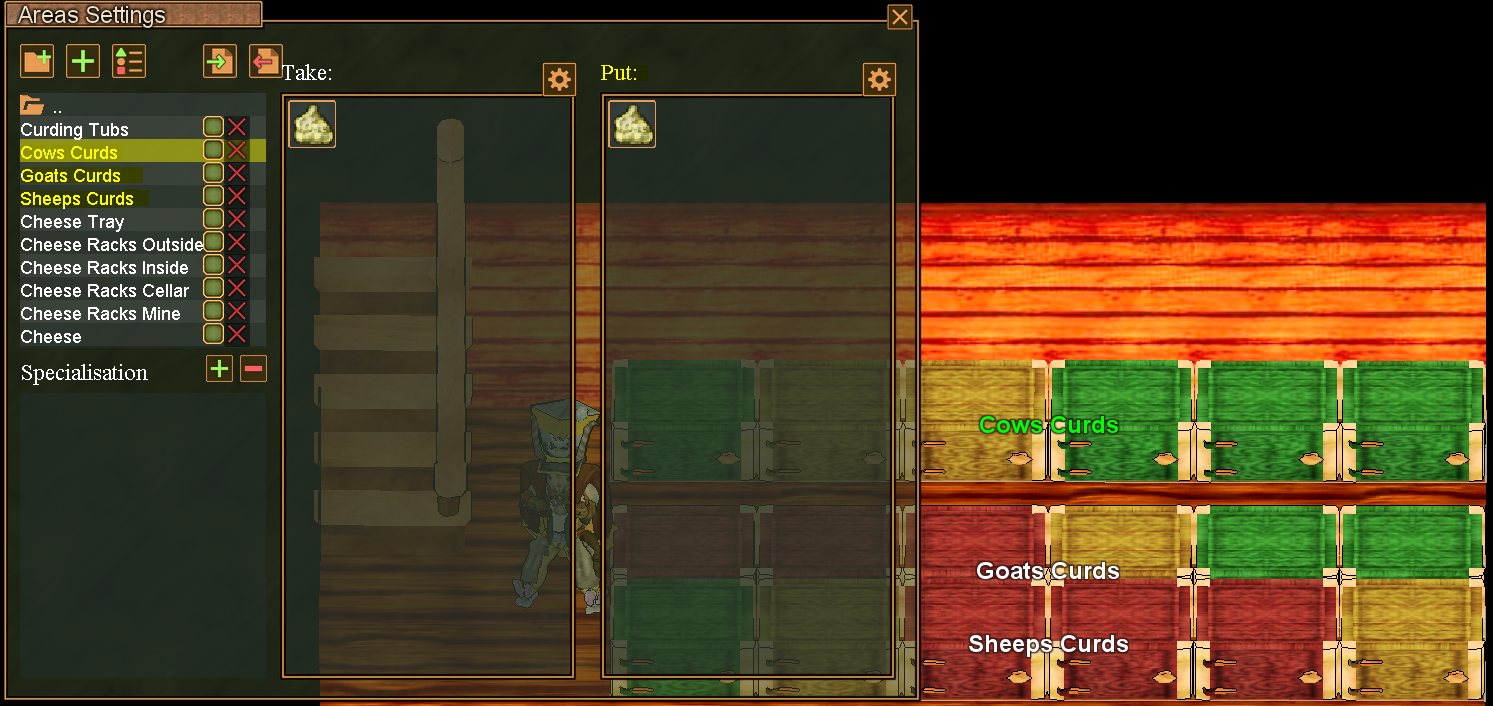 Areas Settings
Take:
Put:
..
Curding Tubs
Cows Curds
Goats Curds
Sheeps Curds
Cheese Tray
Cheese Racks Outside
Cheese Racks Inside
Cheese Racks Cellar
Cheese Racks Mine
Cheese
Specialisation
Cows Curds
Goats Curds
Sheeps Curds